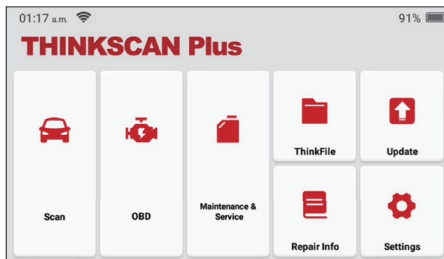 01:17 a.m.
91%
THINKSCAN Plus
ThinkFile
Update
Scan
OBD
Maintenance &
Service
Repair Info
Settings